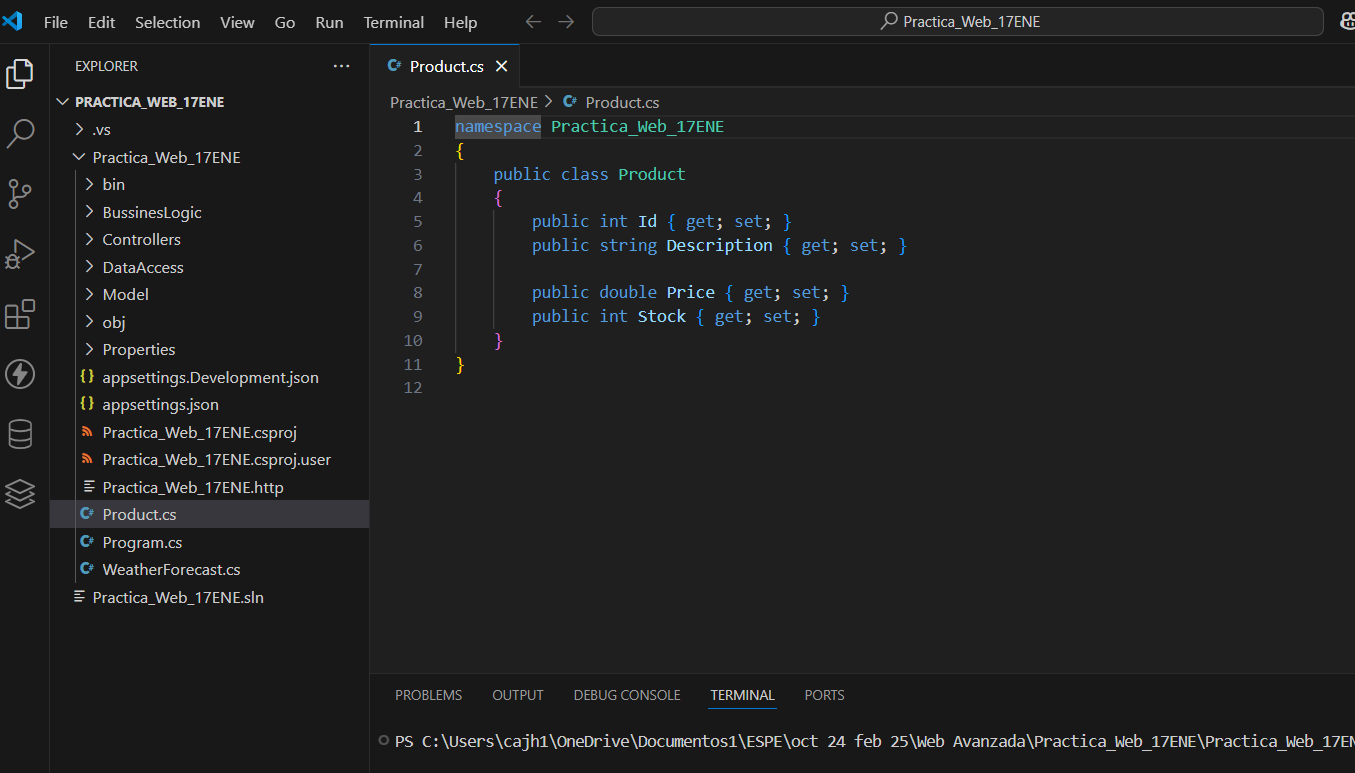 File Edit Selection View Go Run Terminal Help Practica_Web_17ENE
EXPLORER
PRACTICA_WEB_17ENE
.vs
Practica_Web_17ENE
bin
BussinesLogic
Controllers
DataAccess
Model
obj
Properties
{} appsettings.Development.json
{} appsettings.json
Practica_Web_17ENE.csproj
Practica_Web_17ENE.csproj.user
Practica_Web_17ENE.http
C# Product.cs
C# Program.cs
C# WeatherForecast.cs
Practica_Web_17ENE.sln
C# Product.cs
Practica_Web_17ENE > C# Product.cs
1 namespace Practica_Web_17ENE
2 {
3 public class Product
4 {
5 public int Id { get; set; }
6 public string Description { get; set; }
7
8 public double Price { get; set; }
9 public int Stock { get; set; }
10 }
11 }
12
PROBLEMS OUTPUT DEBUG CONSOLE TERMINAL PORTS
PS C:\Users\cajh1\OneDrive\Documentos1\ESPE\oct 24 feb 25\Web Avanzada\Practica_Web_17ENE\Practica_Web_17EN